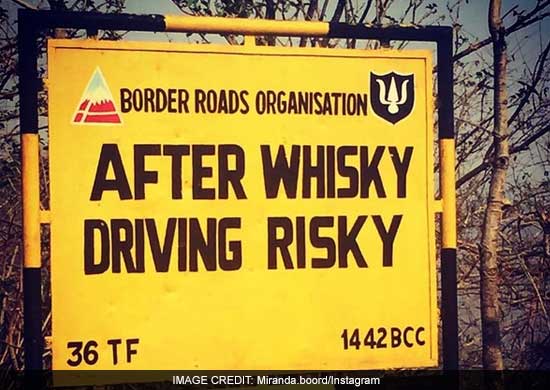 BORDER ROADS ORGANISATION
AFTER WHISKY
DRIVING RISKY
36 TF 1442 BCC
IMAGE CREDIT: Miranda.boord/Instagram